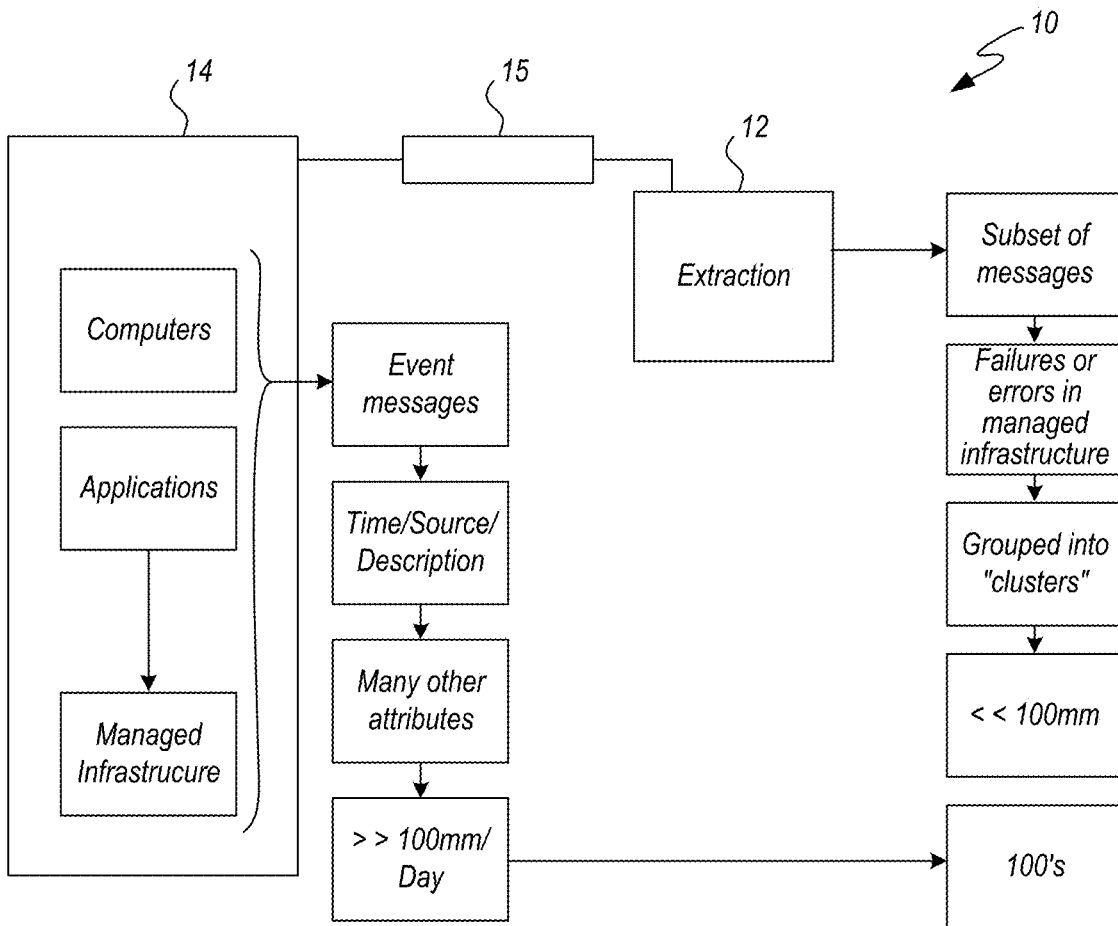 10
14
15
12
Extraction
Subset of
messages
Computers
Event
messages
Failures or
errors in
managed
infrastructure
Applications
Time/Source/
Description
Grouped into
"clusters"
Many other
attributes
< < 100mm
Managed
Infrastrucure
> > 100mm/
Day
100's